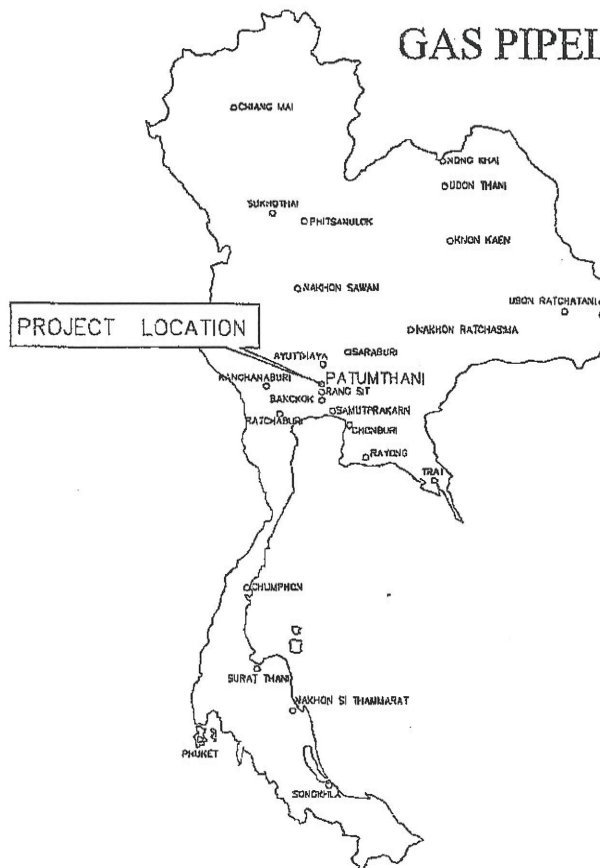 GAS PIPEL
CHIANG MAI
NONG KHAI
UDON THANI
SUKHOTHAI
PHITSANULOK
KHON KAEN
NAKHON SAWAN
UBON RATCHATANI
PROJECT LOCATION
NAKHON RATCHASIMA
SARABURI
AYUTTHAYA
PATUMTHANI
KANCHANABURI
RANG SIT
BANGKOK
SAMUTPRAKARN
RATCHABURI
CHONBURI
RAYONG
TRAT
CHUMPHON
SURAT THANI
NAKHON SI THAMMARAT
PHUKET
SONGKHLA